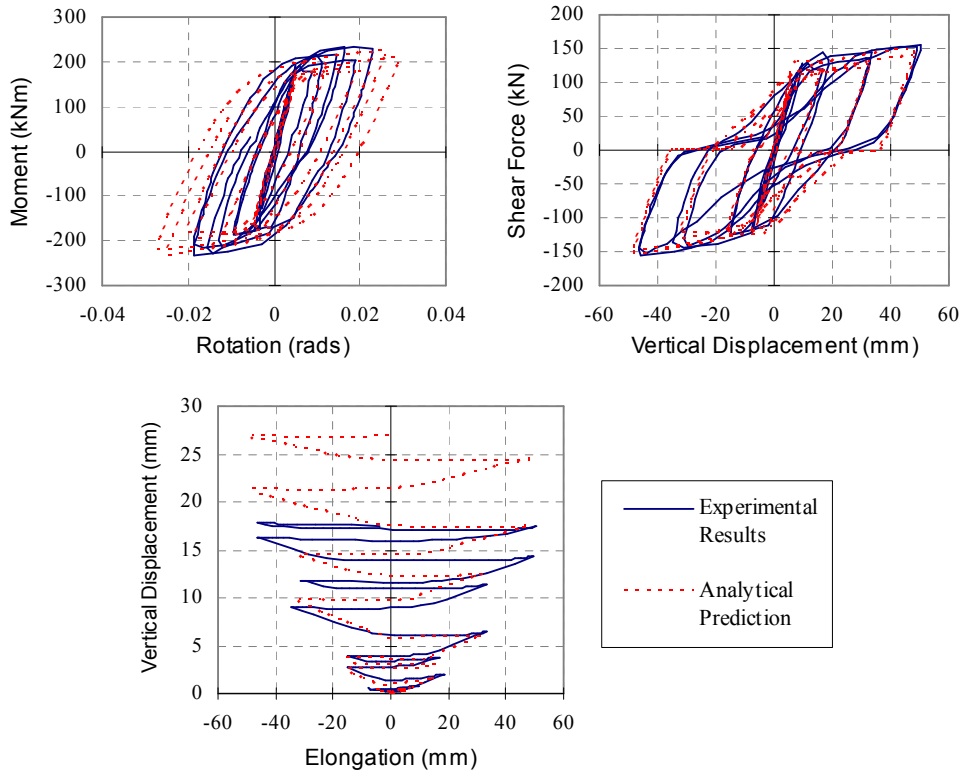 300
200
100
0
-100
-200
-300
-0.04 -0.02 0 0.02 0.04
Moment (kNm)
Rotation (rads)
200
150
100
50
0
-50
-100
-150
-200
-60 -40 -20 0 20 40 60
Shear Force (kN)
Vertical Displacement (mm)
30
25
20
15
10
5
0
-60 -40 -20 0 20 40 60
Vertical Displacement (mm)
Elongation (mm)
Experimental
Results
Analytical
Prediction